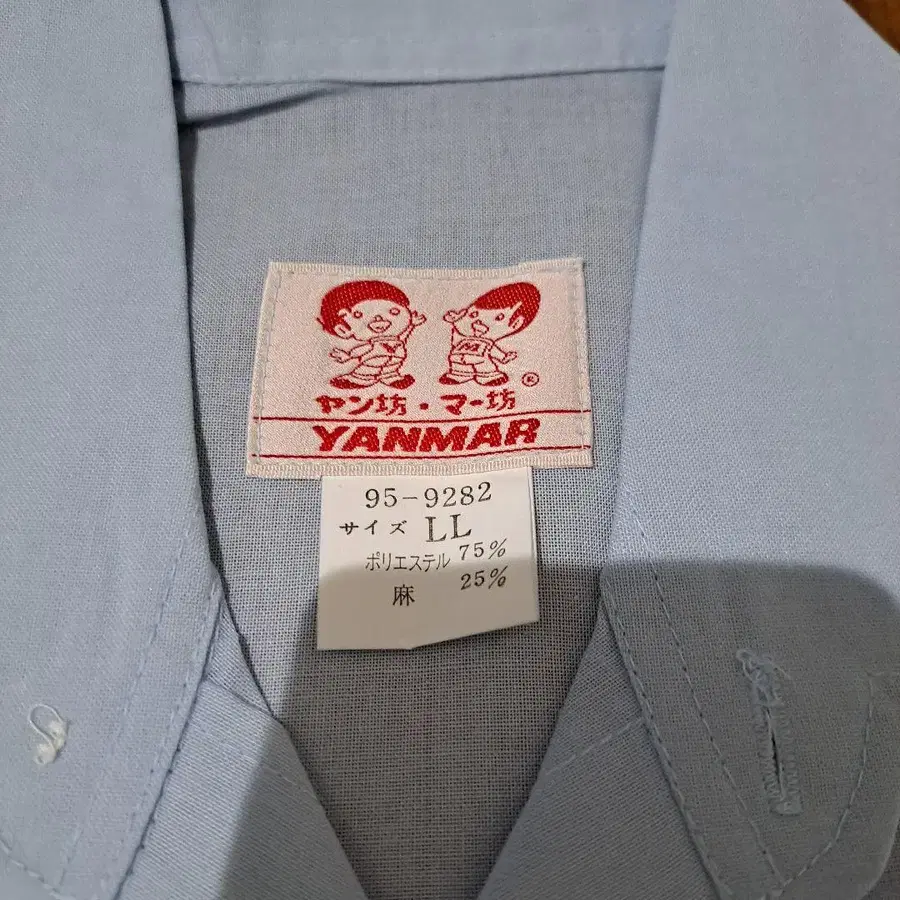 Y M
®
ヤン坊・マー坊
YANMAR
95-9282
サイズ LL
ポリエステル 75%
麻 25%